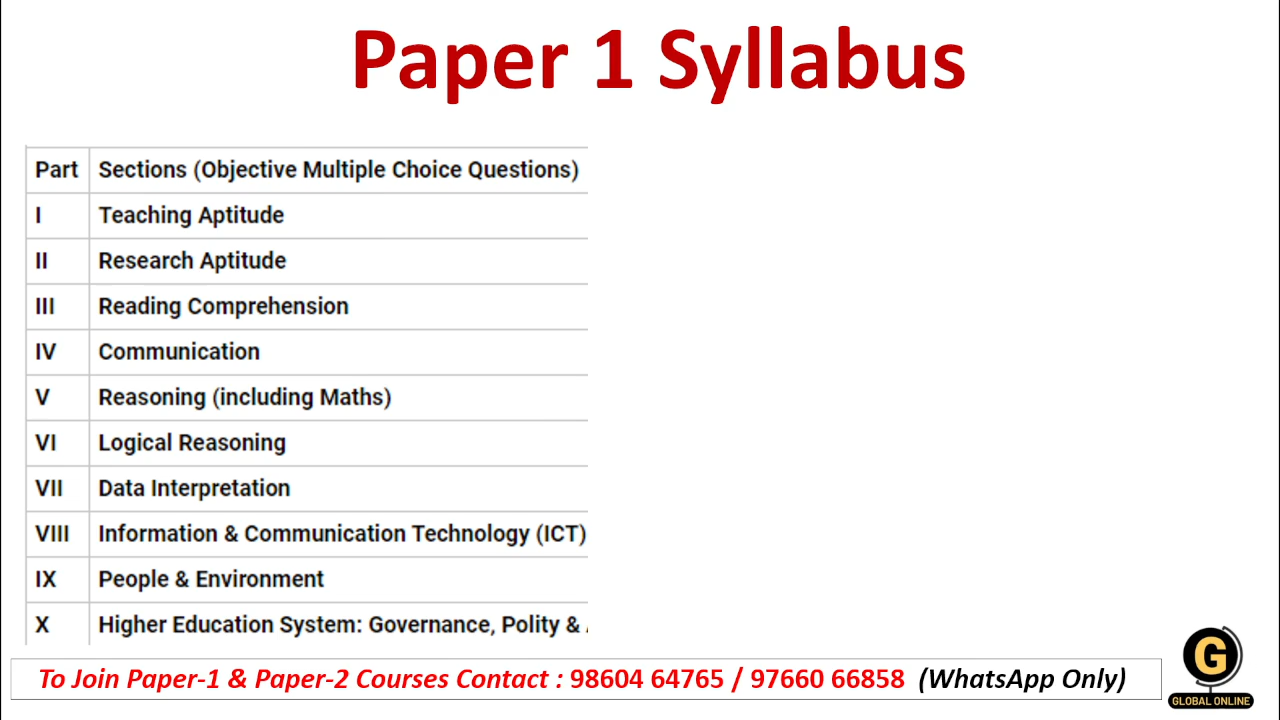 Paper 1 Syllabus
Part Sections (Objective Multiple Choice Questions)
I Teaching Aptitude
II Research Aptitude
III Reading Comprehension
IV Communication
V Reasoning (including Maths)
VI Logical Reasoning
VII Data Interpretation
VIII Information & Communication Technology (ICT)
IX People & Environment
X Higher Education System: Governance, Polity &
To Join Paper-1 & Paper-2 Courses Contact : 98604 64765 / 97660 66858 (WhatsApp Only)
G
GLOBAL ONLINE